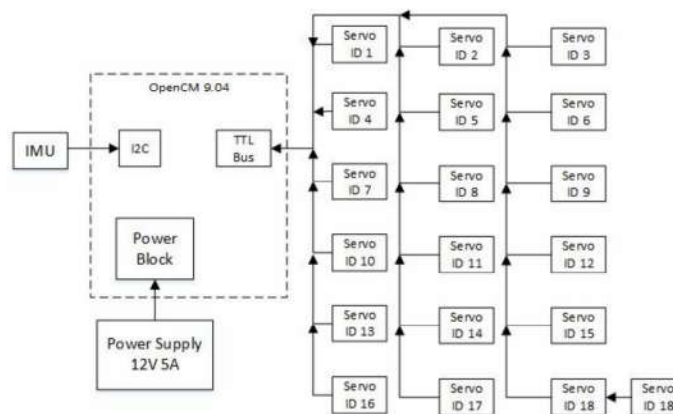 OpenCM 9.04
IMU
I2C
TTL
Bus
Power
Block
Power Supply
12V 5A
Servo
ID 1
Servo
ID 2
Servo
ID 3
Servo
ID 4
Servo
ID 5
Servo
ID 6
Servo
ID 7
Servo
ID 8
Servo
ID 9
Servo
ID 10
Servo
ID 11
Servo
ID 12
Servo
ID 13
Servo
ID 14
Servo
ID 15
Servo
ID 16
Servo
ID 17
Servo
ID 18
Servo
ID 18